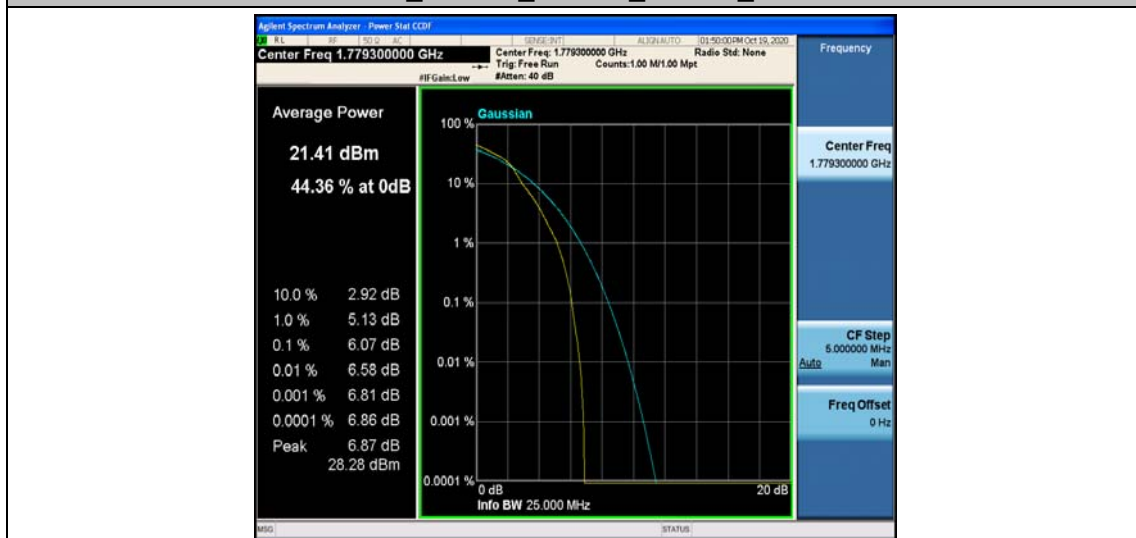 Agilent Spectrum Analyzer - Power Stat CCDF
RL RF 50 Ω AC SENSE:INT ALIGN AUTO 01:50:00 PM Oct 19, 2020
Center Freq 1.779300000 GHz
Center Freq: 1.779300000 GHz Radio Std: None
Trig: Free Run Counts:1.00 M/1.00 Mpt
#IFGain:Low #Atten: 40 dB
Frequency
Average Power
21.41 dBm
44.36 % at 0dB
10.0 % 2.92 dB
1.0 % 5.13 dB
0.1 % 6.07 dB
0.01 % 6.58 dB
0.001 % 6.81 dB
0.0001 % 6.86 dB
Peak 6.87 dB
28.28 dBm
Gaussian
100 %
10 %
1 %
0.1 %
0.01 %
0.001 %
0.0001 %
0 dB 20 dB
Info BW 25.000 MHz
Center Freq
1.779300000 GHz
CF Step
5.000000 MHz
Auto Man
Freq Offset
0 Hz
MSG STATUS